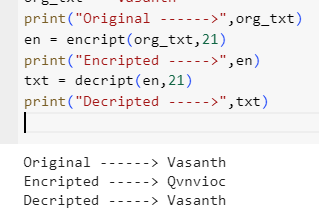 print("Original ------>",org_txt)
en = encript(org_txt,21)
print("Encripted ----->",en)
txt = decript(en,21)
print("Decripted ----->",txt)
Original ------> Vasanth
Encripted -----> Qvnvioc
Decripted -----> Vasanth